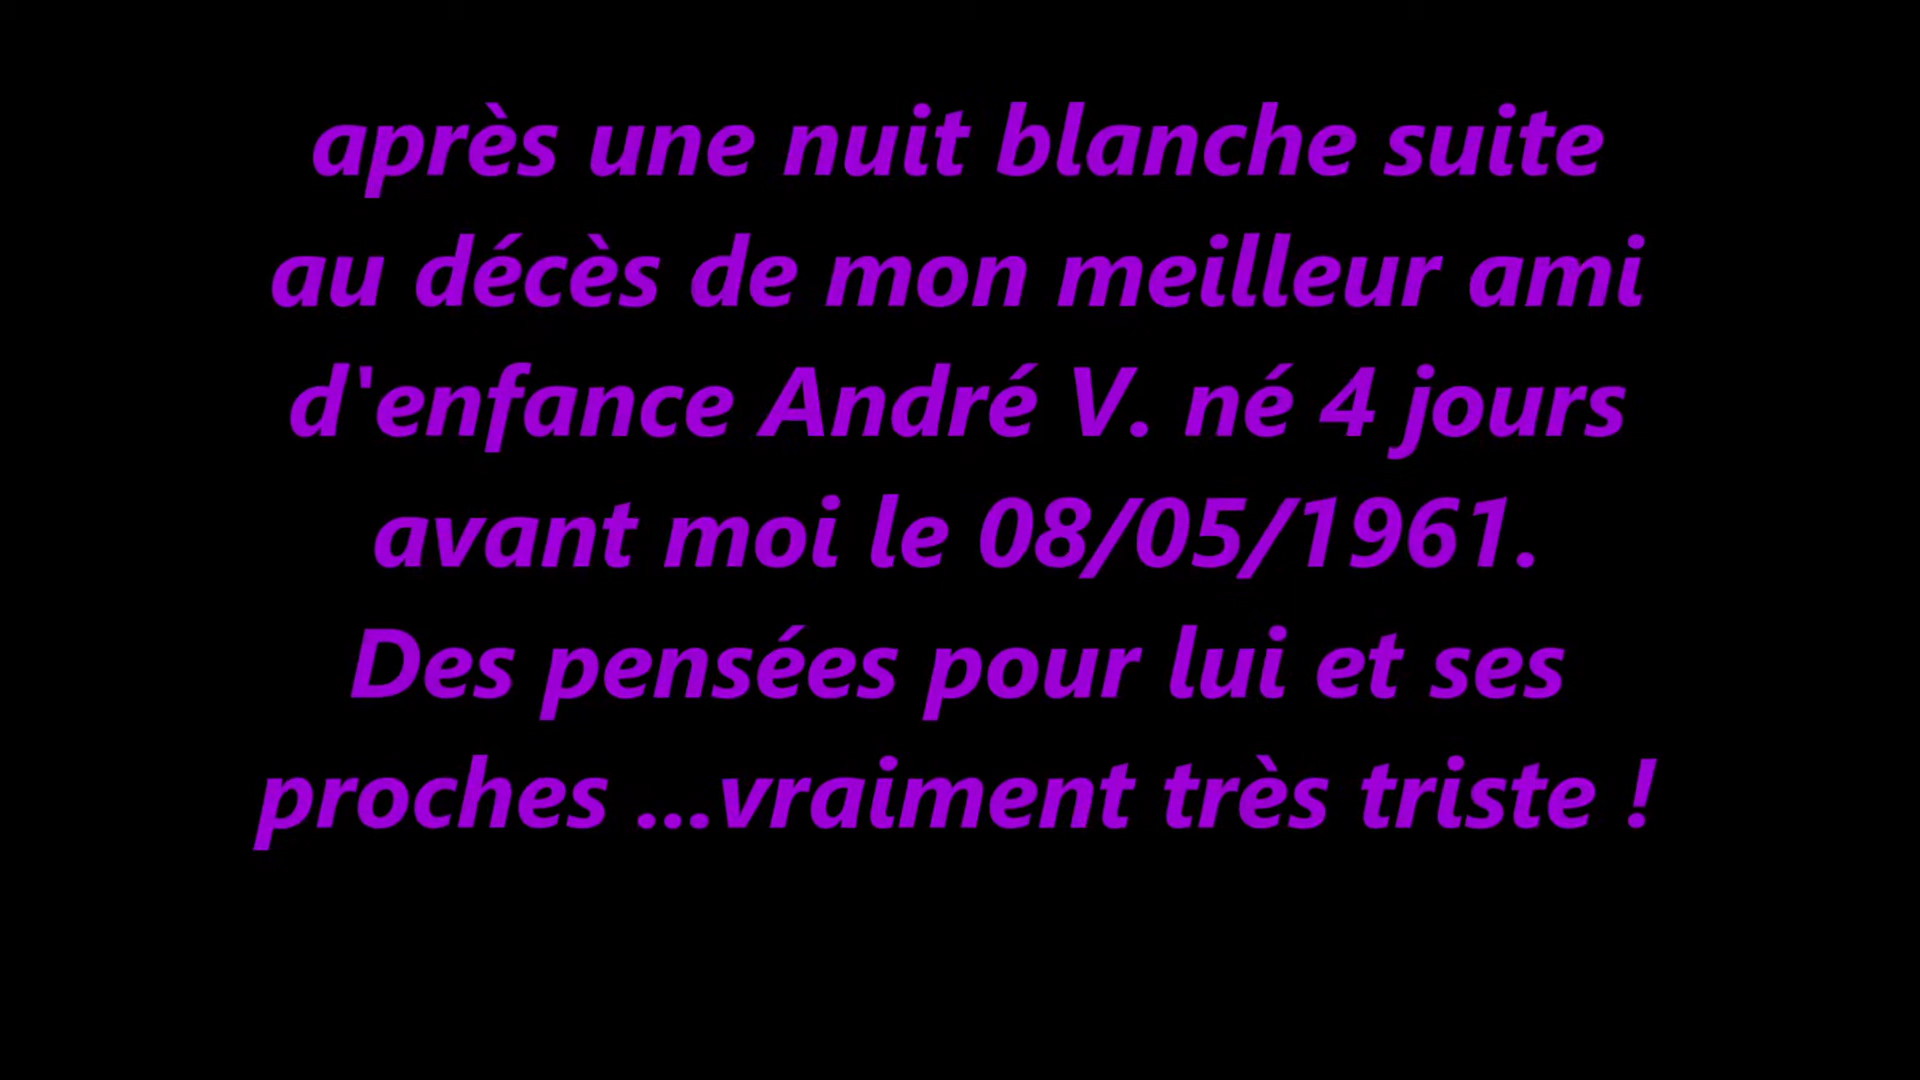 après une nuit blanche suite
au décès de mon meilleur ami
d'enfance André V. né 4 jours
avant moi le 08/05/1961.
Des pensées pour lui et ses
proches ...vraiment très triste !